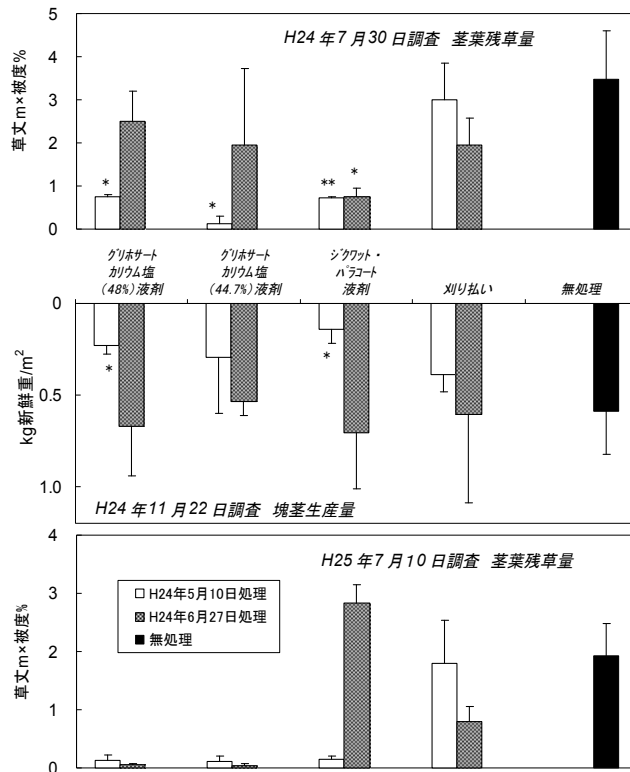 H24年7月30日調査 茎葉残草量
草丈m×被度%
5
4
3
2
1
0
*
*
**
*
グリホサート
カリウム塩
(48%)液剤
グリホサート
カリウム塩
(44.7%)液剤
ジクワット・
パラコート
液剤
刈り払い
無処理
kg新鮮重/m²
0
0.5
1.0
*
*
H24年11月22日調査 塊茎生産量
H25年7月10日調査 茎葉残草量
草丈m×被度%
4
3
2
1
0
H24年5月10日処理
H24年6月27日処理
無処理